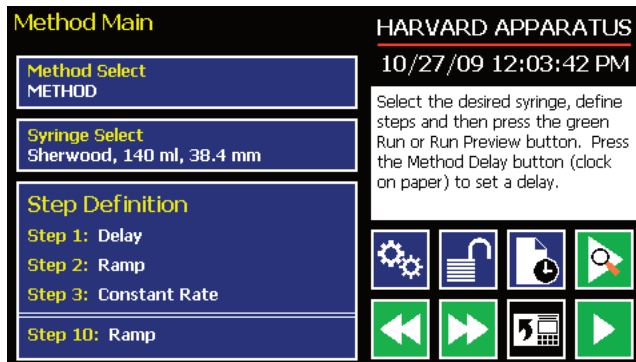 Method Main
Method Select
METHOD
Syringe Select
Sherwood, 140 ml, 38.4 mm
Step Definition
Step 1: Delay
Step 2: Ramp
Step 3: Constant Rate
Step 10: Ramp
HARVARD APPARATUS
10/27/09 12:03:42 PM
Select the desired syringe, define
steps and then press the green
Run or Run Preview button. Press
the Method Delay button (clock
on paper) to set a delay.